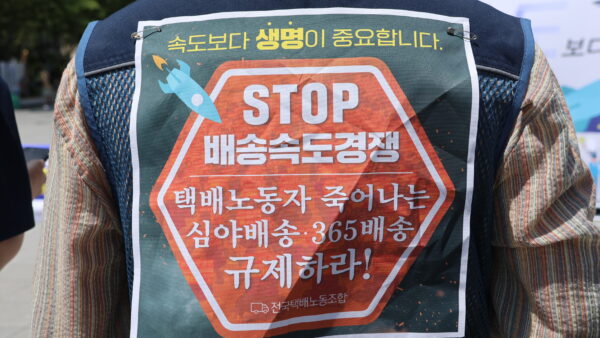 속도보다 생명이 중요합니다.
STOP
배송속도경쟁
택배노동자 죽어나는
심야배송·365배송
규제하라!
전국택배노동조합
보다